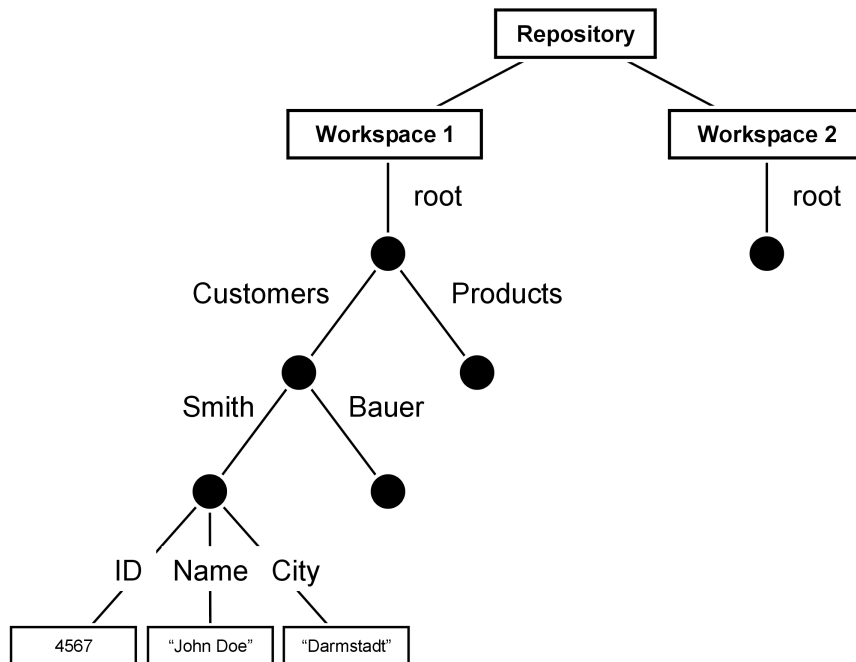 Repository
Workspace 1
Workspace 2
root
root
Customers
Products
Smith
Bauer
ID
Name
City
4567
“John Doe”
“Darmstadt”